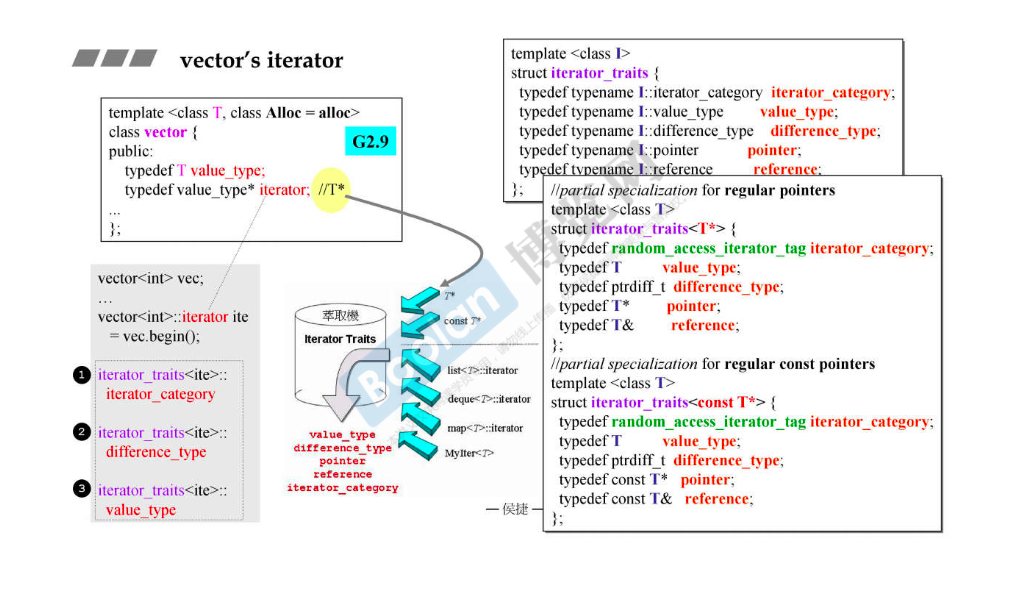 vector's iterator
template <class T, class Alloc = alloc>
class vector {
public:
typedef T value_type;
typedef value_type* iterator; //T*
...
};
G2.9
vector<int> vec;
...
vector<int>::iterator ite
= vec.begin();
1 iterator_traits<ite>::
iterator_category
2 iterator_traits<ite>::
difference_type
3 iterator_traits<ite>::
value_type
萃取機
Iterator Traits
T*
const T*
list<T>::iterator
deque<T>::iterator
map<T>::iterator
MyIter<T>
value_type
difference_type
pointer
reference
iterator_category
template <class I>
struct iterator_traits {
typedef typename I::iterator_category iterator_category;
typedef typename I::value_type value_type;
typedef typename I::difference_type difference_type;
typedef typename I::pointer pointer;
typedef typename I::reference reference;
};
//partial specialization for regular pointers
template <class T>
struct iterator_traits<T*> {
typedef random_access_iterator_tag iterator_category;
typedef T value_type;
typedef ptrdiff_t difference_type;
typedef T* pointer;
typedef T& reference;
};
//partial specialization for regular const pointers
template <class T>
struct iterator_traits<const T*> {
typedef random_access_iterator_tag iterator_category;
typedef T value_type;
typedef ptrdiff_t difference_type;
typedef const T* pointer;
typedef const T& reference;
};
— 侯捷 —
Boolan
博览网